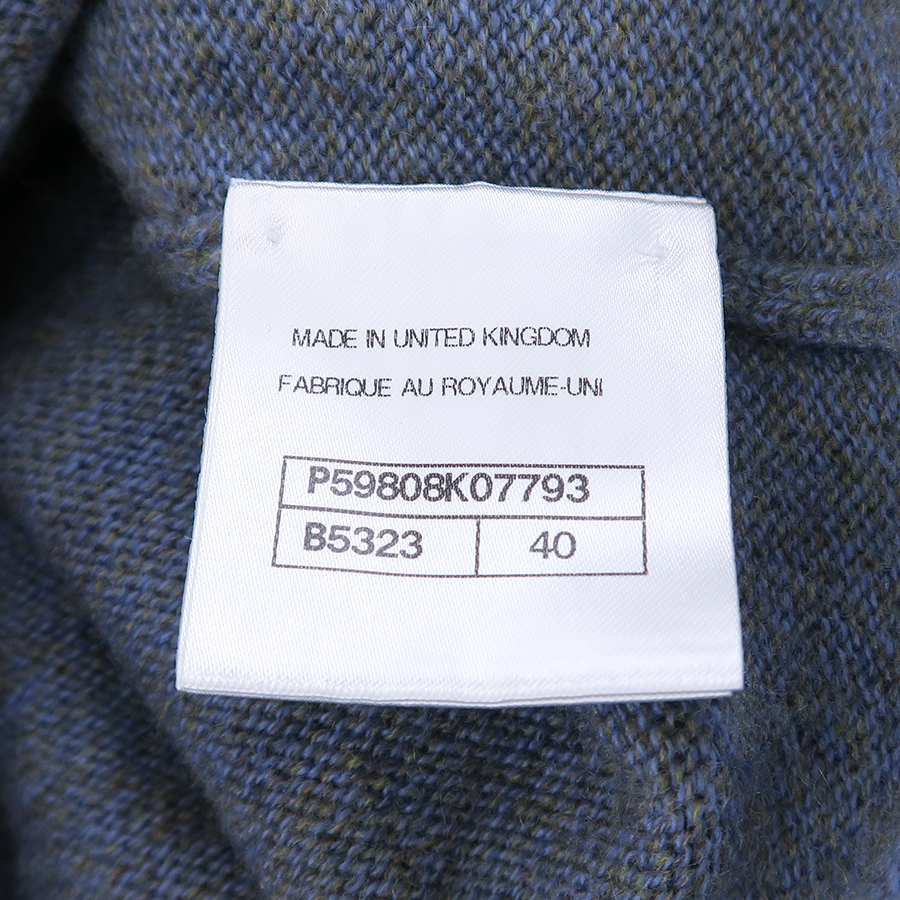 MADE IN UNITED KINGDOM
FABRIQUE AU ROYAUME-UNI
P59808K07793
B5323 40